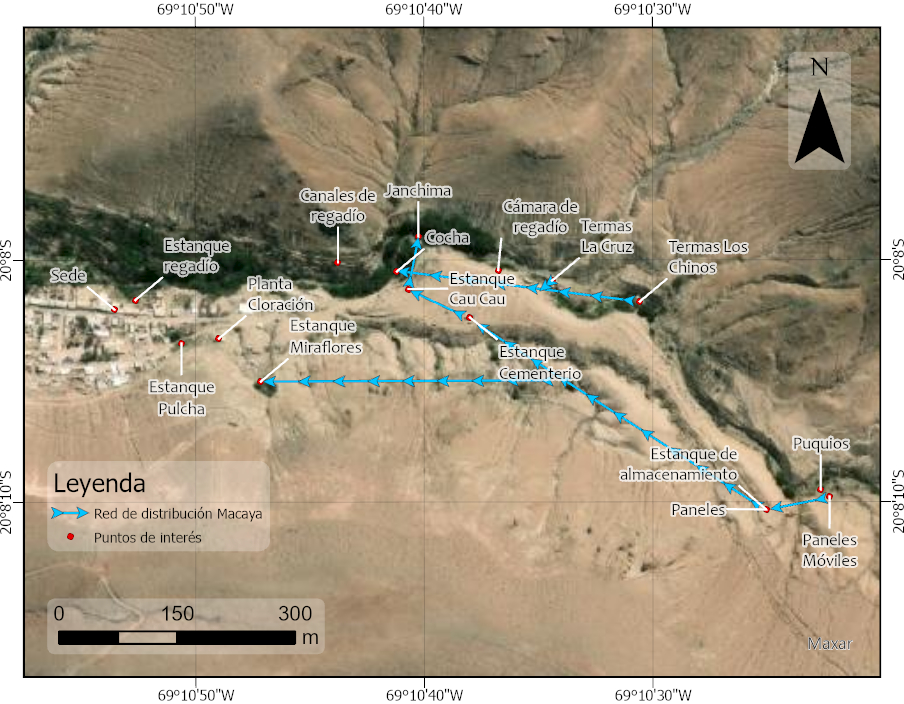 69°10'50"W
69°10'40"W
69°10'30"W
N
Canales de
regadío
Janchima
Cámara de
regadío
Termas
La Cruz
Cocha
Termas Los
Chinos
Estanque
regadío
20°8'S
20°8'S
Sede
Planta
Cloración
Estanque
Cau Cau
Estanque
Miraflores
Estanque
Cementerio
Estanque
Pulcha
Puquios
Estanque de
almacenamiento
Paneles
Paneles
Móviles
20°8'10"S
20°8'10"S
Leyenda
Red de distribución Macaya
Puntos de interés
0 150 300
m
Maxar
69°10'50"W
69°10'40"W
69°10'30"W